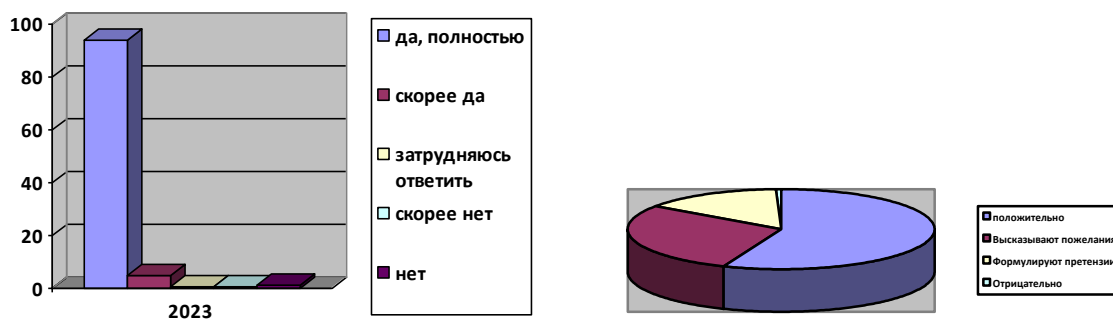 100
80
60
40
20
0
2023
да, полностью
скорее да
затрудняюсь
ответить
скорее нет
нет
положительно
Высказывают пожелания
Формулируют претензии
Отрицательно